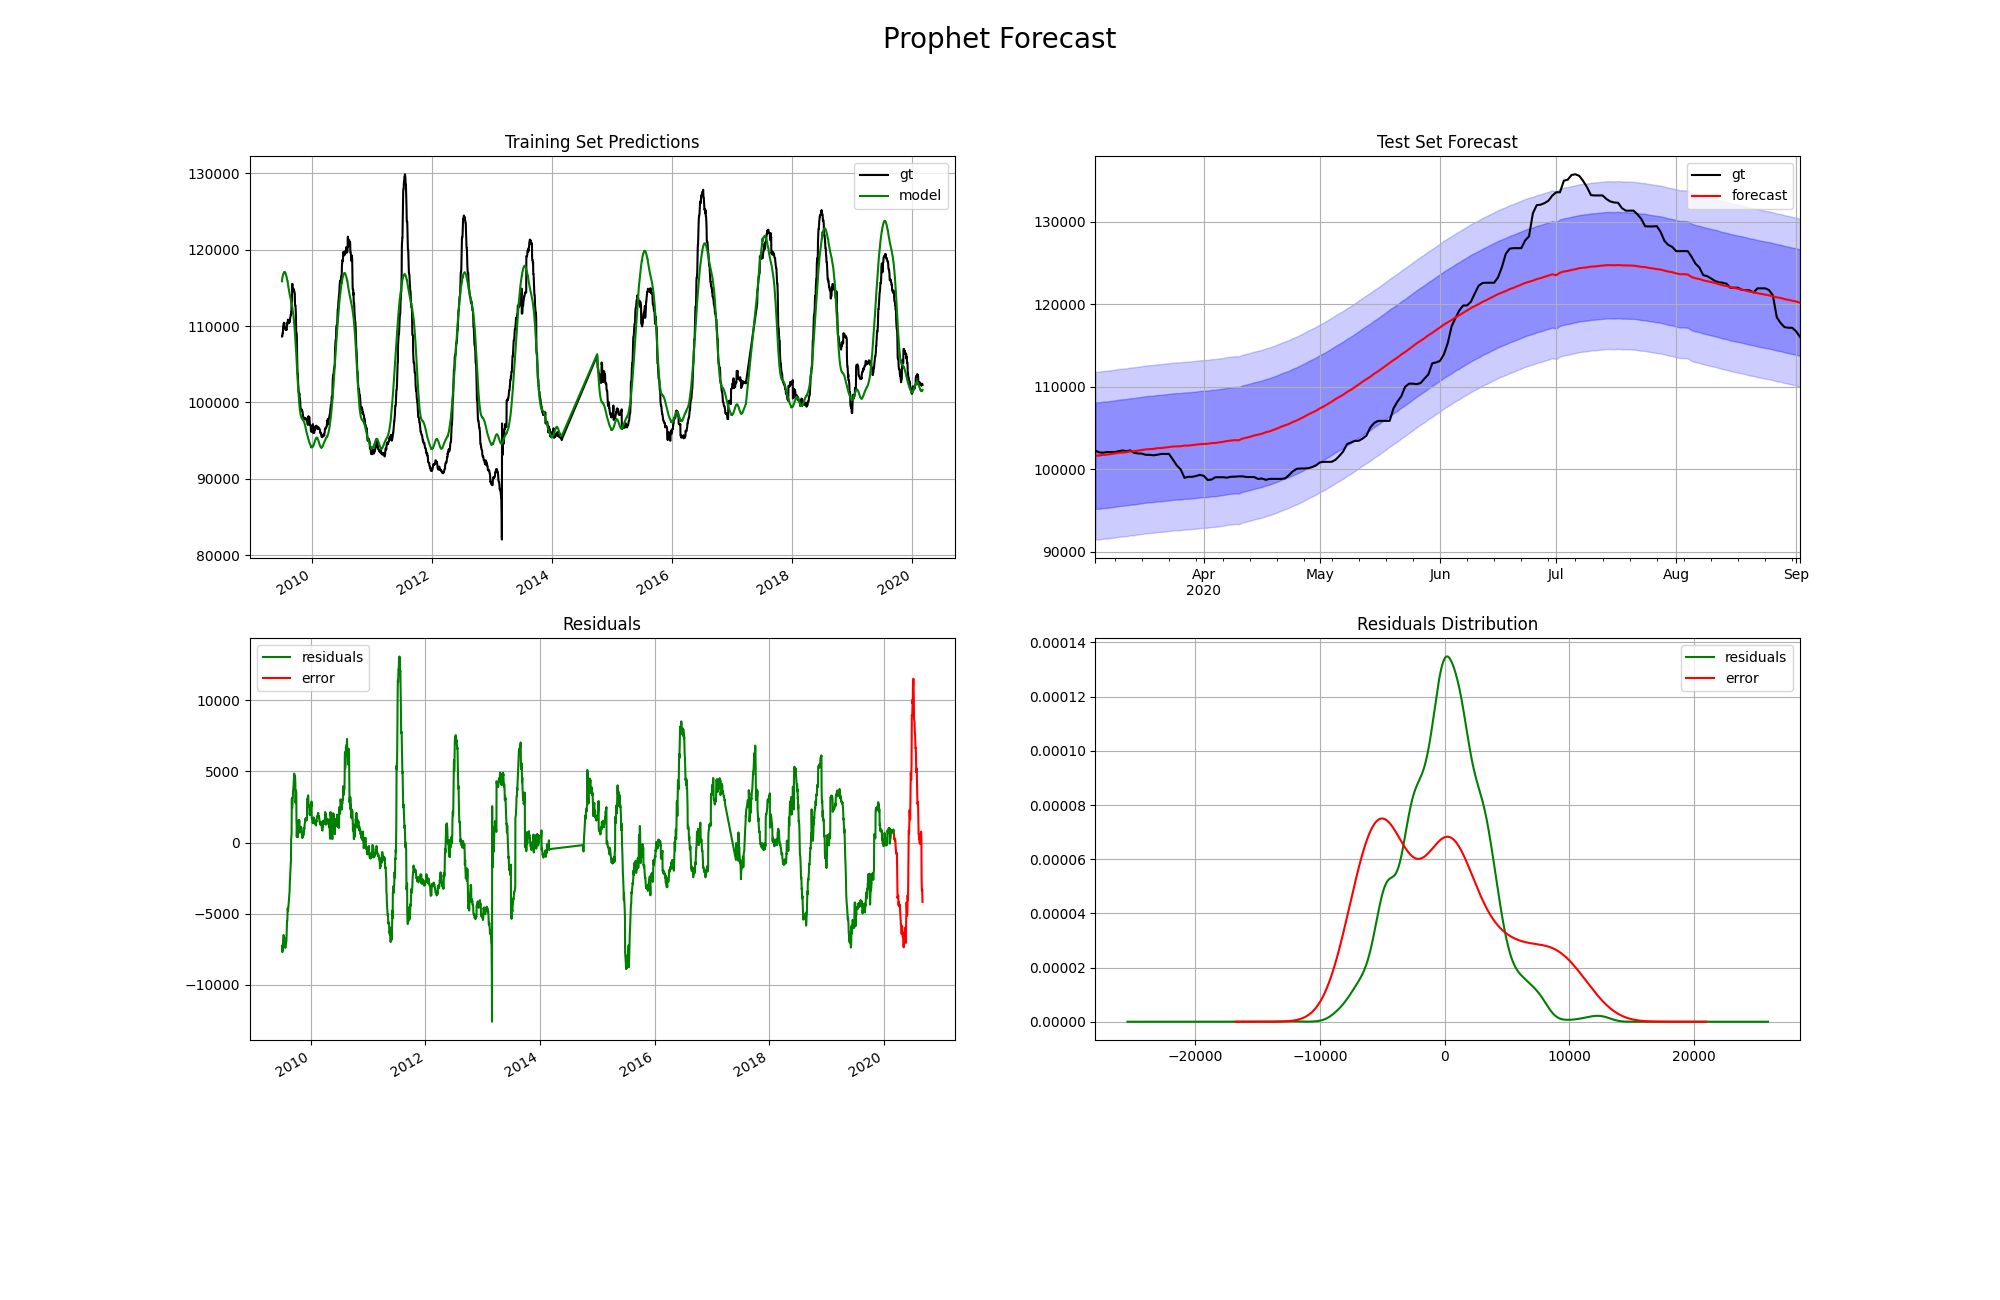 Prophet Forecast
Training Set Predictions
130000
120000
110000
100000
90000
80000
gt
model
2010
2012
2014
2016
2018
2020
Test Set Forecast
130000
120000
110000
100000
90000
gt
forecast
Apr
2020
May
Jun
Jul
Aug
Sep
Residuals
residuals
error
10000
5000
0
−5000
−10000
2010
2012
2014
2016
2018
2020
Residuals Distribution
0.00014
0.00012
0.00010
0.00008
0.00006
0.00004
0.00002
0.00000
residuals
error
−20000
−10000
0
10000
20000